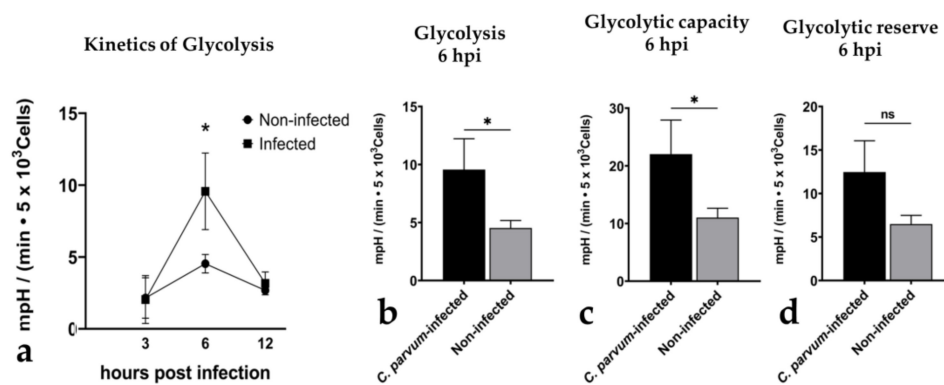 Kinetics of Glycolysis
mpH / (min • 5 x 10³Cells)
15
10
5
0
3
6
12
hours post infection
*
Non-infected
Infected
a
Glycolysis
6 hpi
mpH / (min • 5 x 10³Cells)
15
10
5
0
*
C. parvum-infected
Non-infected
b
Glycolytic capacity
6 hpi
mpH / (min • 5 x 10³Cells)
30
20
10
0
*
C. parvum-infected
Non-infected
c
Glycolytic reserve
6 hpi
mpH / (min • 5 x 10³Cells)
20
15
10
5
0
ns
C. parvum-infected
Non-infected
d